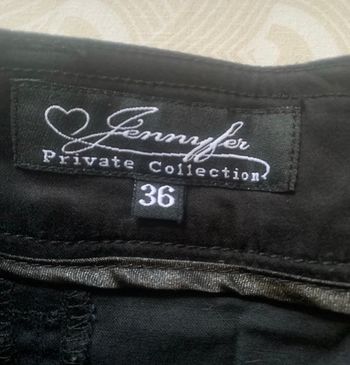 Jennyfer
Private Collection
36